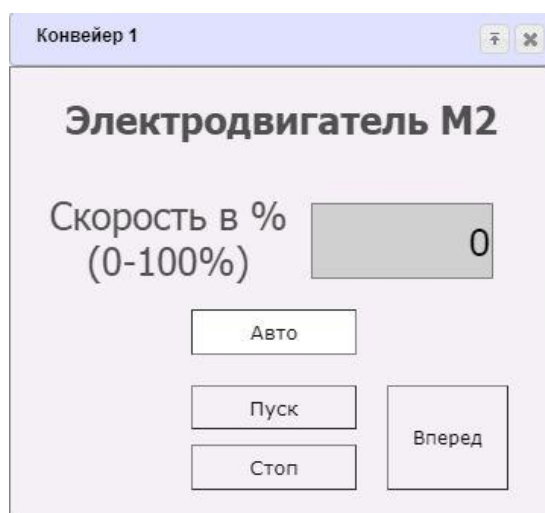 Конвейер 1
Электродвигатель М2
Скорость в %
(0-100%)
0
Авто
Пуск
Вперед
Стоп